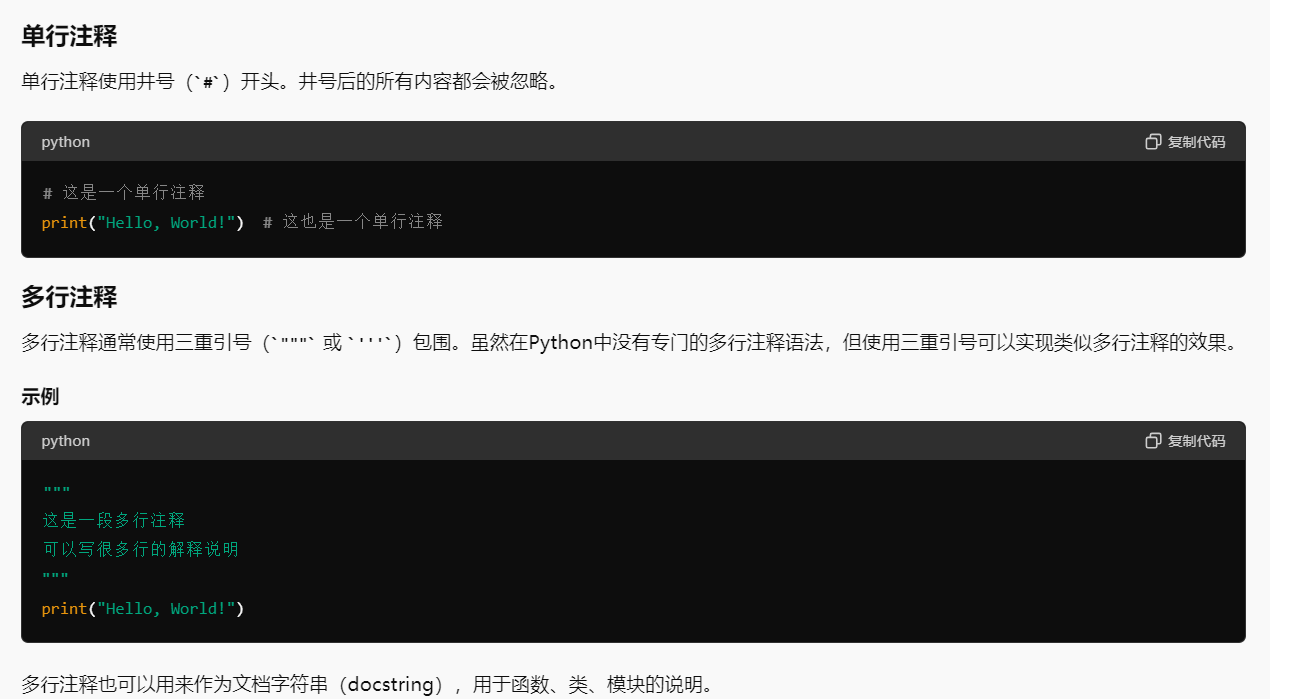 单行注释
单行注释使用井号（`#`）开头。井号后的所有内容都会被忽略。
python
复制代码
# 这是一个单行注释
print("Hello, World!")  # 这也是一个单行注释
多行注释
多行注释通常使用三重引号（`"""` 或 `'''`）包围。虽然在Python中没有专门的多行注释语法，但使用三重引号可以实现类似多行注释的效果。
示例
python
复制代码
"""
这是一段多行注释
可以写很多行的解释说明
"""
print("Hello, World!")
多行注释也可以用来作为文档字符串（docstring），用于函数、类、模块的说明。